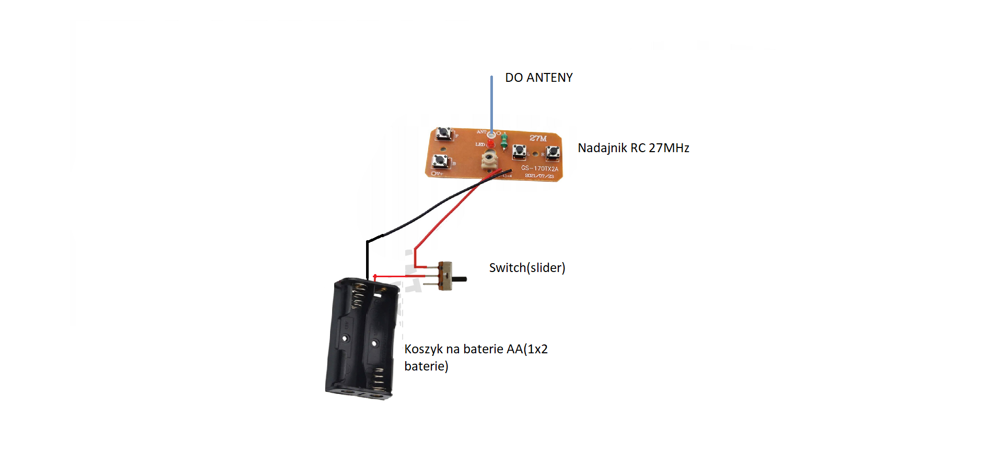 DO ANTENY
ANT
27M
F
LED
Nadajnik RC 27MHz
L
R
B
GS-170TX2A
V+
2021/07/23
Switch(slider)
Koszyk na baterie AA(1x2
baterie)